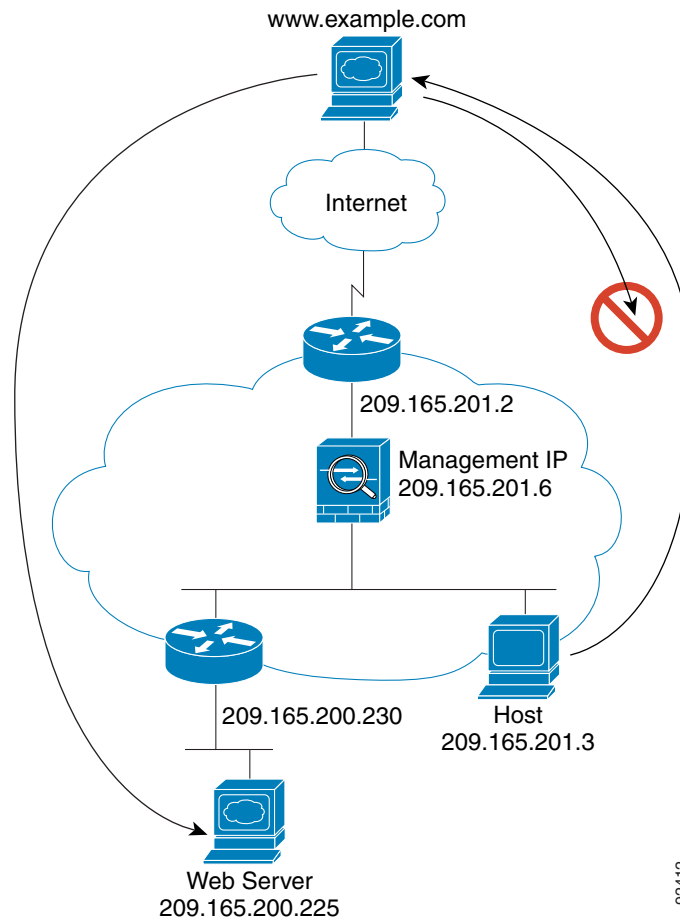 www.example.com
Internet
209.165.201.2
Management IP
209.165.201.6
209.165.200.230
Host
209.165.201.3
Web Server
209.165.200.225